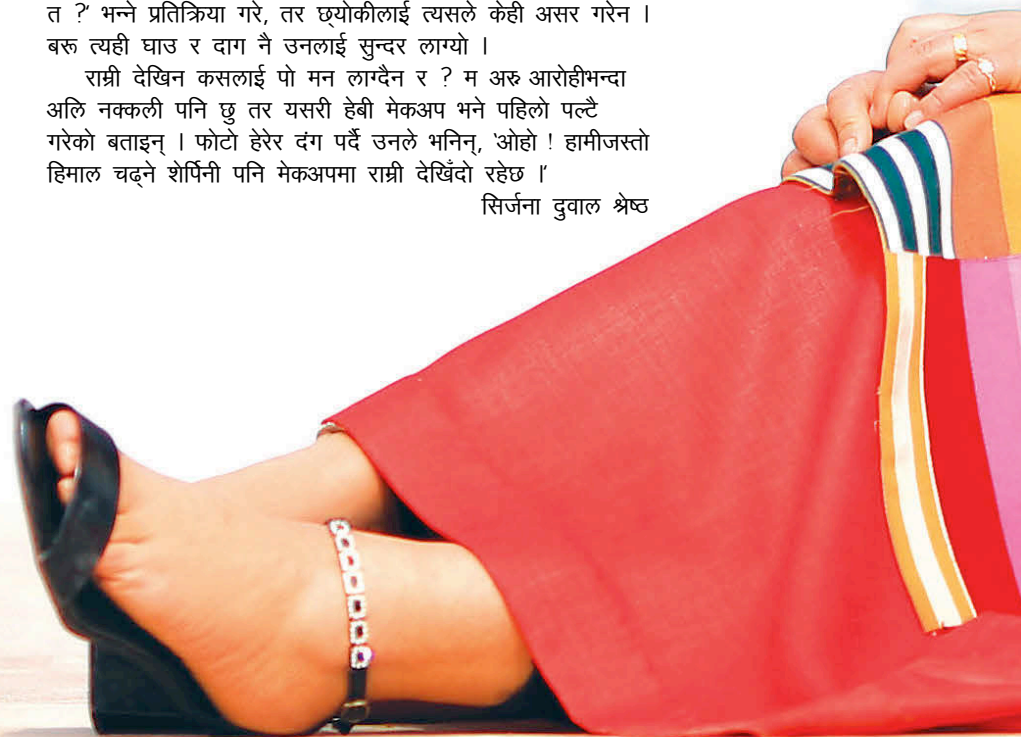 त ?’ भन्ने प्रतिक्रिया गरे, तर छ्योकीलाई त्यसले केही असर गरेन ।
बरू त्यही घाउ र दाग नै उनलाई सुन्दर लाग्यो ।
राम्री देखिन कसलाई पो मन लाग्दैन र ? म अरु आरोहीभन्दा
अलि नक्कली पनि छु तर यसरी हेबी मेकअप भने पहिलो पल्टै
गरेको बताइन् । फोटो हेरेर दंग पर्दै उनले भनिन्, ‘ओहो ! हामीजस्तो
हिमाल चढ्ने शेर्पिनी पनि मेकअपमा राम्री देखिँदो रहेछ ।’
सिर्जना दुवाल श्रेष्ठ